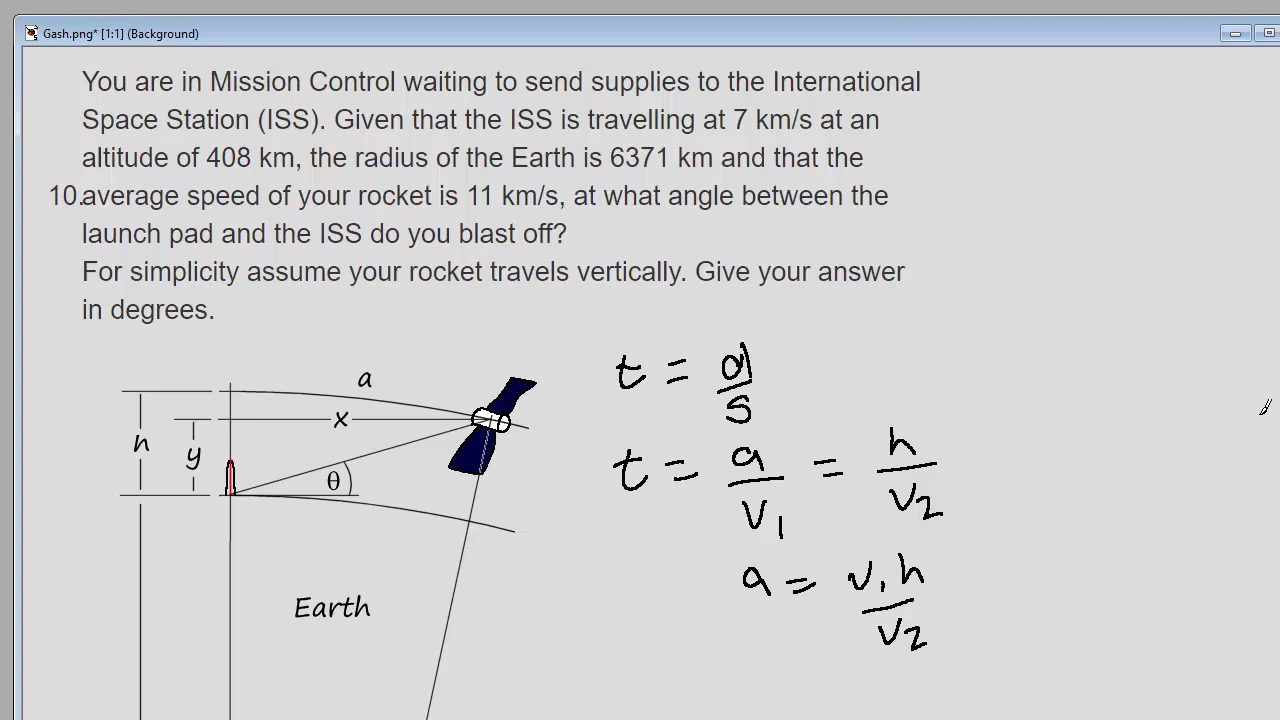 Gash.png* [1:1] (Background)
You are in Mission Control waiting to send supplies to the International
Space Station (ISS). Given that the ISS is travelling at 7 km/s at an
altitude of 408 km, the radius of the Earth is 6371 km and that the
10. average speed of your rocket is 11 km/s, at what angle between the
launch pad and the ISS do you blast off?
For simplicity assume your rocket travels vertically. Give your answer
in degrees.
a
x
h
y
θ
Earth
t = d/s
t = a/v1 = h/v2
a = v1h/v2